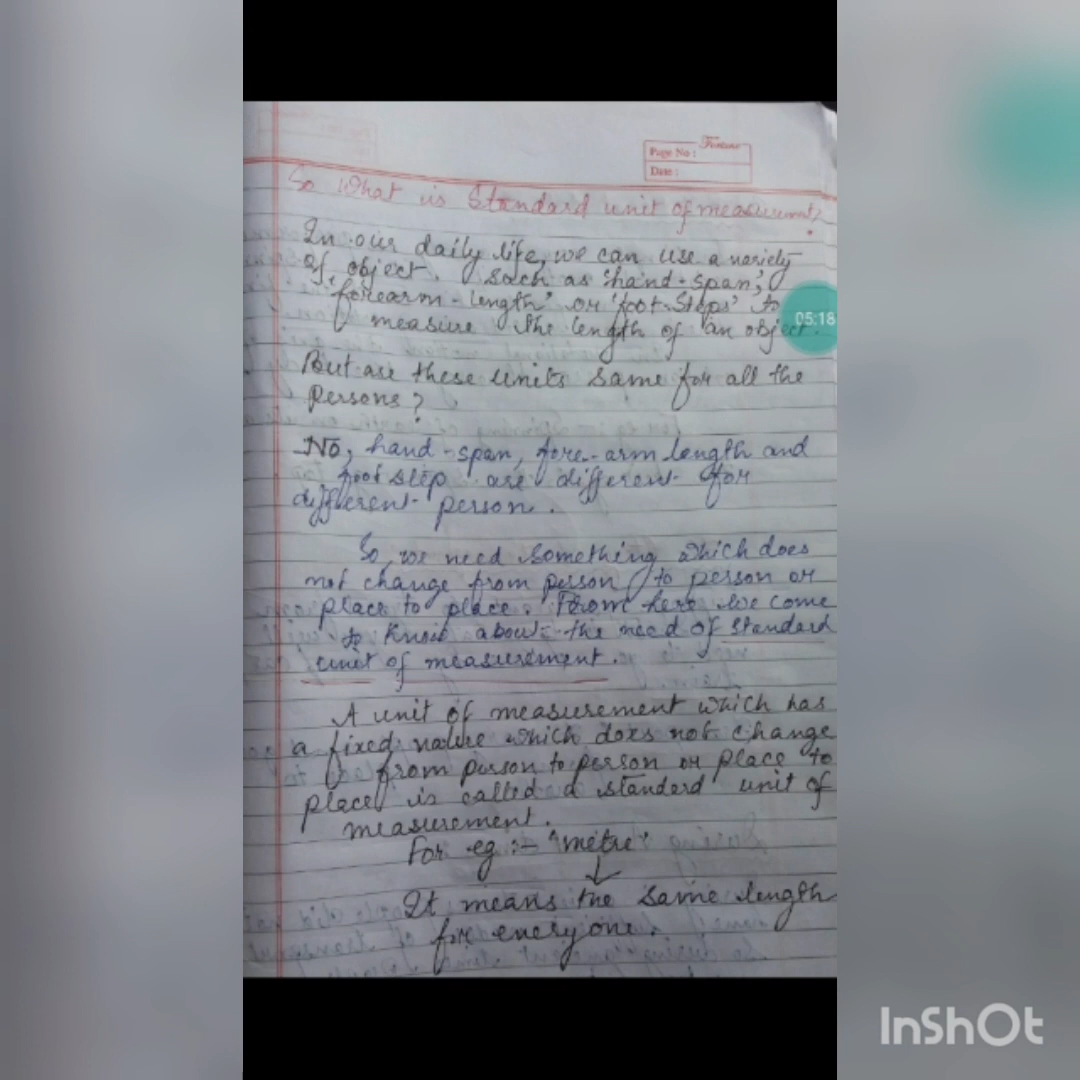 Fortune
Page No :
Date :
So What is Standard unit of measurement?
In our daily life, we can use a variety
of object. Such as 'hand-span',
'forearm-length' or 'foot-Steps' to
measure the length of an object.
But are these units same for all the
persons?
No, hand-span, fore-arm length and
foot step are different for
different person.
So, we need something which does
not change from person to person or
place to place. From here we come
to know about the need of standard
unit of measurement.
A unit of measurement which has
a fixed value which does not change
from person to person or place to
place is called a standard unit of
measurement.
For eg :- "metre"
It means the same length
for everyone.
05:18
InShOt